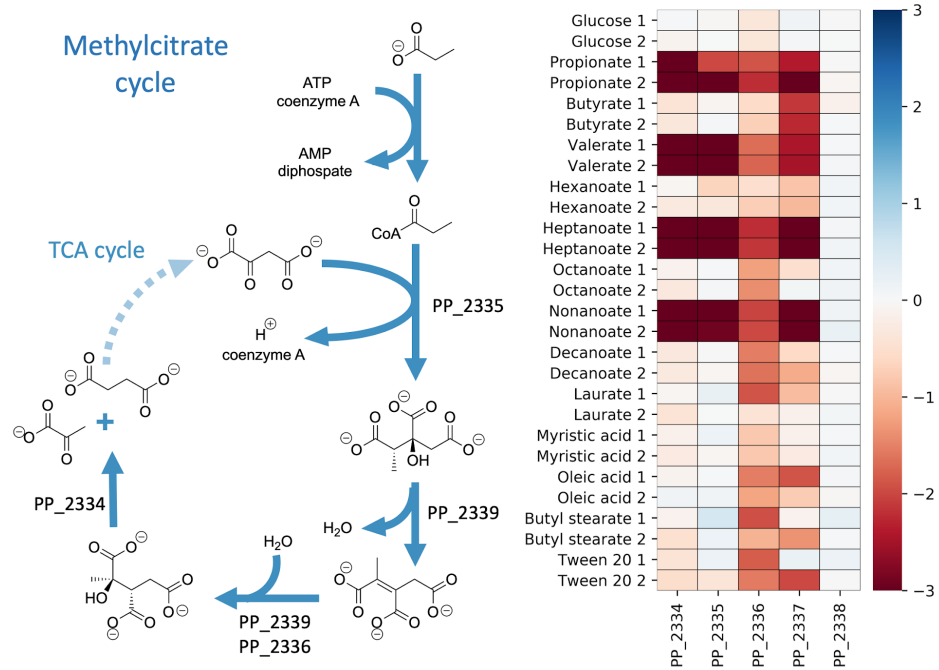 Methylcitrate
cycle
O
⊖
O
ATP
coenzyme A
AMP
diphospate
O
CoA
TCA cycle
O
⊖
O
O
O
O
⊖
PP_2335
H⊕
coenzyme A
⊖
O
O
O
O
⊖
O
⊖
O
O
+
⊖
O
O
O
O
⊖
O
O
O
⊖
OH
PP_2334
PP_2339
H2O
H2O
O
O
⊖
HO
O
O
⊖
O
O
⊖
PP_2339
PP_2336
⊖
O
O
O
O
⊖
O
O
⊖
Glucose 1
Glucose 2
Propionate 1
Propionate 2
Butyrate 1
Butyrate 2
Valerate 1
Valerate 2
Hexanoate 1
Hexanoate 2
Heptanoate 1
Heptanoate 2
Octanoate 1
Octanoate 2
Nonanoate 1
Nonanoate 2
Decanoate 1
Decanoate 2
Laurate 1
Laurate 2
Myristic acid 1
Myristic acid 2
Oleic acid 1
Oleic acid 2
Butyl stearate 1
Butyl stearate 2
Tween 20 1
Tween 20 2
PP_2334
PP_2335
PP_2336
PP_2337
PP_2338
3
2
1
0
−1
−2
−3